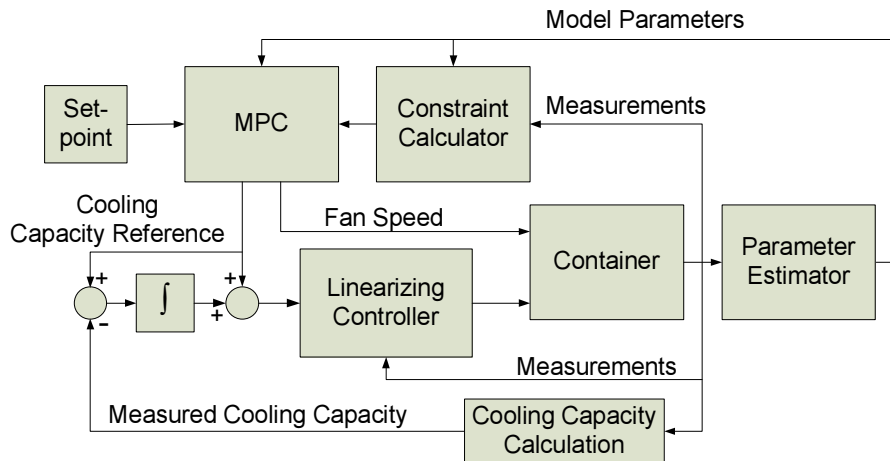 Model Parameters
Set-
point
MPC
Constraint
Calculator
Measurements
Cooling
Capacity Reference
Fan Speed
Container
Parameter
Estimator
+
-
∫
+
+
Linearizing
Controller
Measurements
Measured Cooling Capacity
Cooling Capacity
Calculation